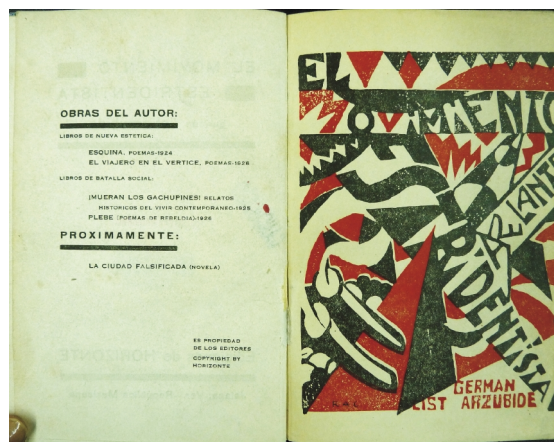 OBRAS DEL AUTOR:
LIBROS DE NUEVA ESTETICA:
ESQUINA, POEMAS-1924
EL VIAJERO EN EL VERTICE, POEMAS-1926
LIBROS DE BATALLA SOCIAL:
¡MUERAN LOS GACHUPINES! RELATOS
HISTORICOS DEL VIVIR CONTEMPORANEO-1925
PLEBE (POEMAS DE REBELDIA)-1925
PROXIMAMENTE:
LA CIUDAD FALSIFICADA (NOVELA)
ES PROPIEDAD
DE LOS EDITORES
COPYRIGHT BY
HORIZONTE
EL
MOVIMIENTO
GERMAN
LIST ARZUBIDE